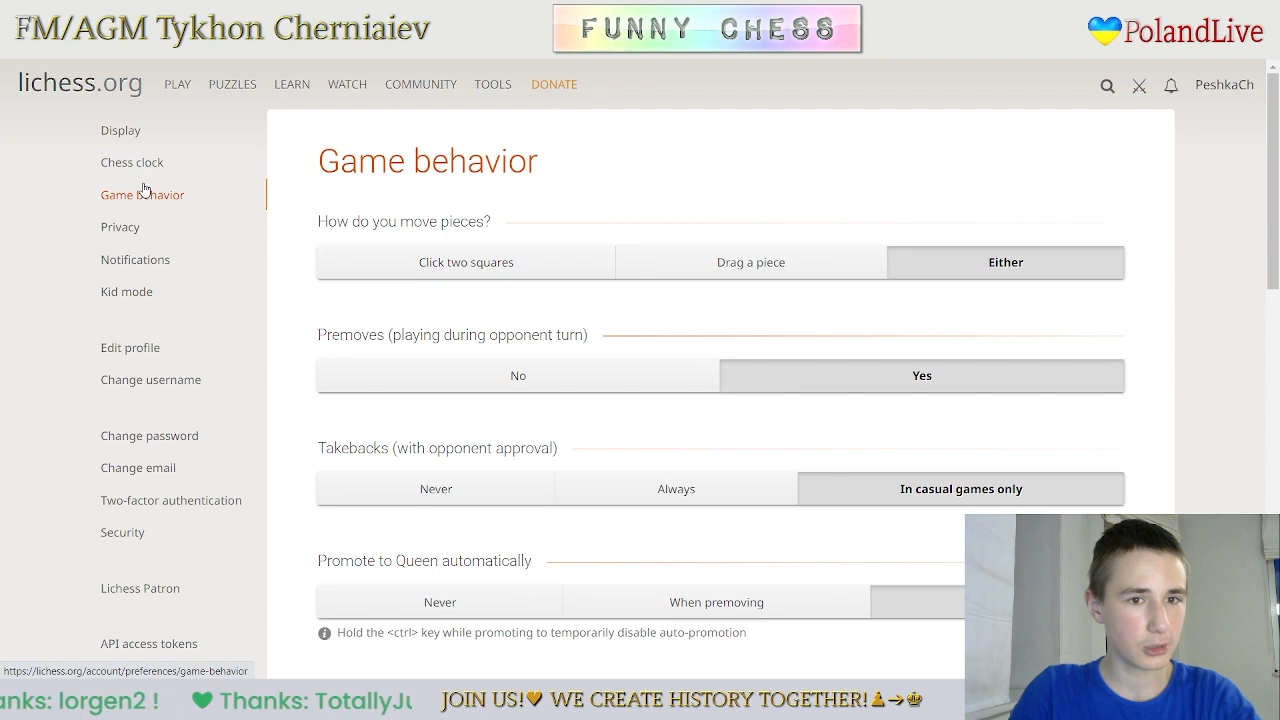 FM/AGM Tykhon Cherniaiev
FUNNY CHESS
PolandLive
lichess.org
PLAY
PUZZLES
LEARN
WATCH
COMMUNITY
TOOLS
DONATE
PeshkaCh
Display
Chess clock
Game behavior
Privacy
Notifications
Kid mode
Edit profile
Change username
Change password
Change email
Two-factor authentication
Security
Lichess Patron
API access tokens
Game behavior
How do you move pieces?
Click two squares
Drag a piece
Either
Premoves (playing during opponent turn)
No
Yes
Takebacks (with opponent approval)
Never
Always
In casual games only
Promote to Queen automatically
Never
When premoving
Hold the <ctrl> key while promoting to temporarily disable auto-promotion
https://lichess.org/account/preferences/game-behavior
anks: lorgen2 !
Thanks: TotallyJu
JOIN US! WE CREATE HISTORY TOGETHER!